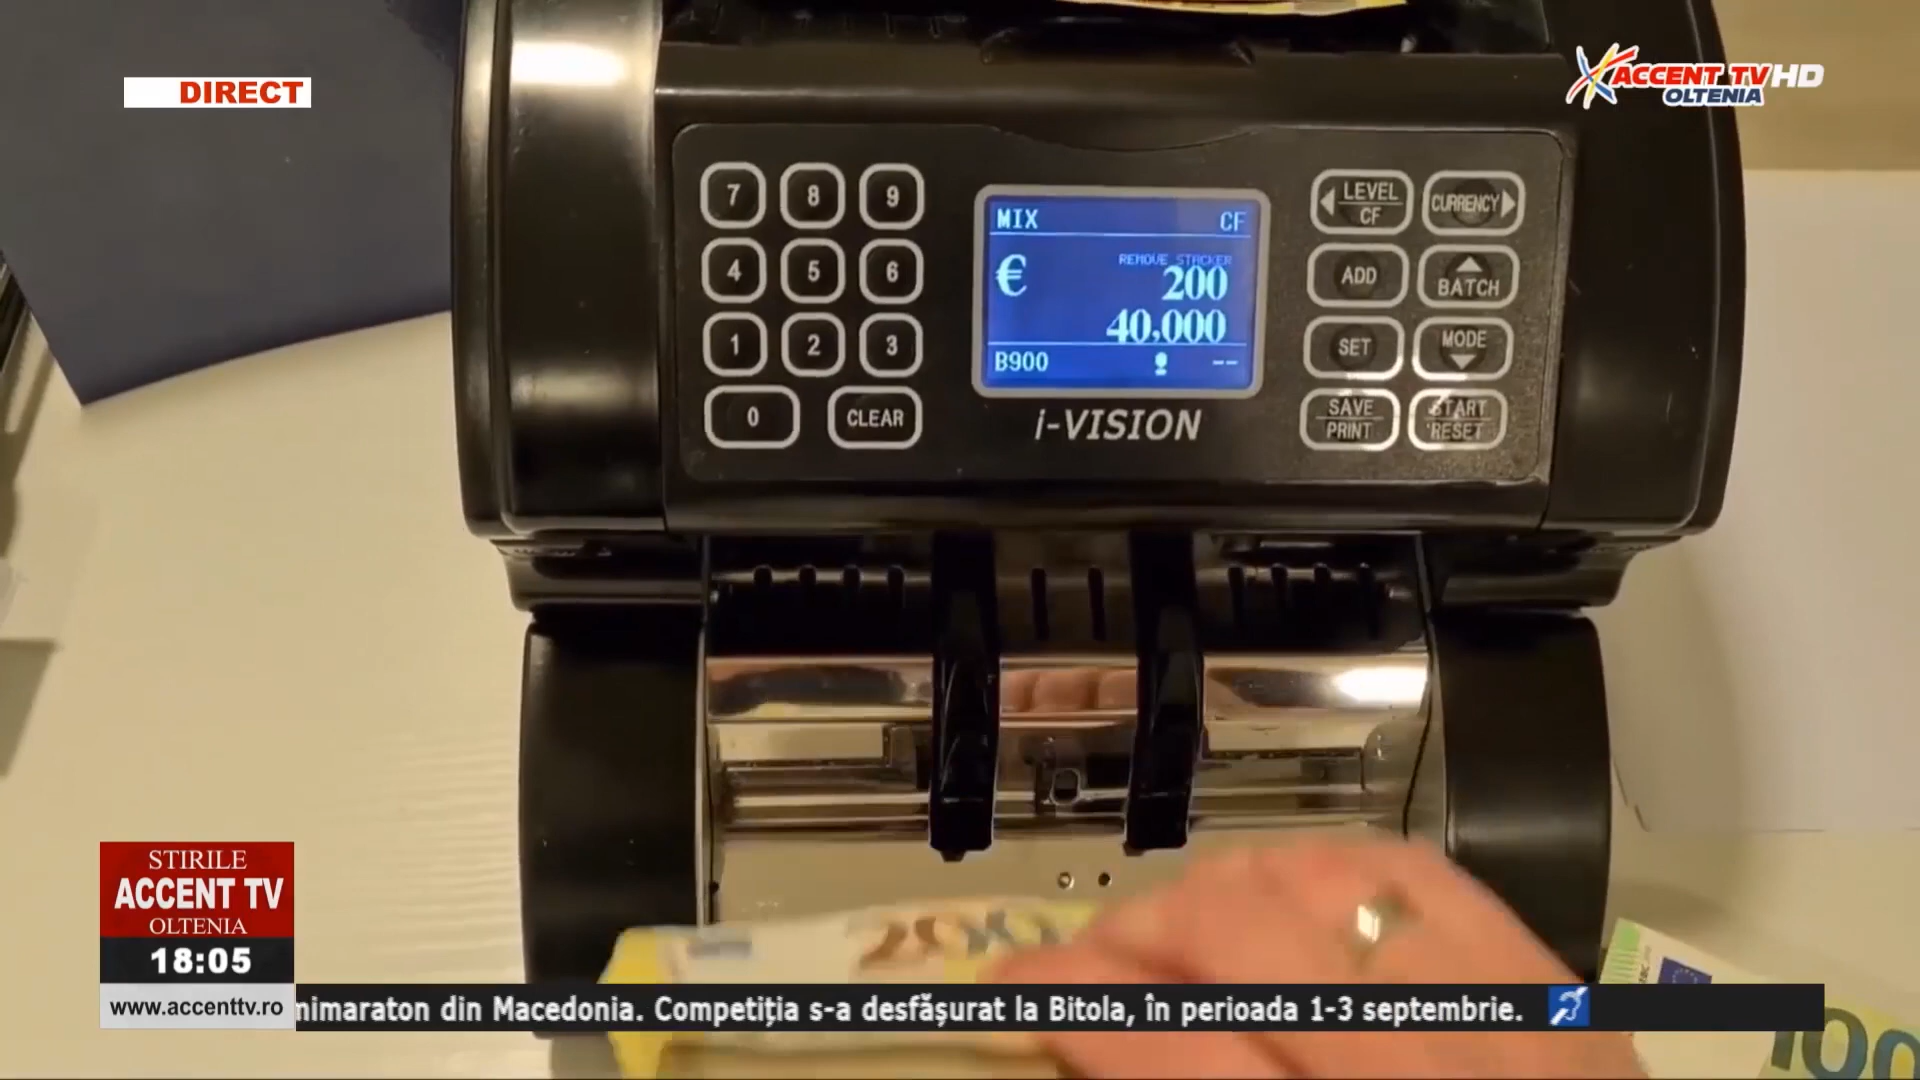 DIRECT
ACCENT TV HD
OLTENIA
7 8 9
4 5 6
1 2 3
0 CLEAR
MIX CF
REMOVE STACKER
€ 200
40,000
B900 --
i-VISION
LEVEL
CF
CURRENCY
ADD
BATCH
SET
MODE
SAVE
PRINT
START
RESET
200
100
STIRILE
ACCENT TV
OLTENIA
18:05
www.accenttv.ro
nimaraton din Macedonia. Competiția s-a desfășurat la Bitola, în perioada 1-3 septembrie.